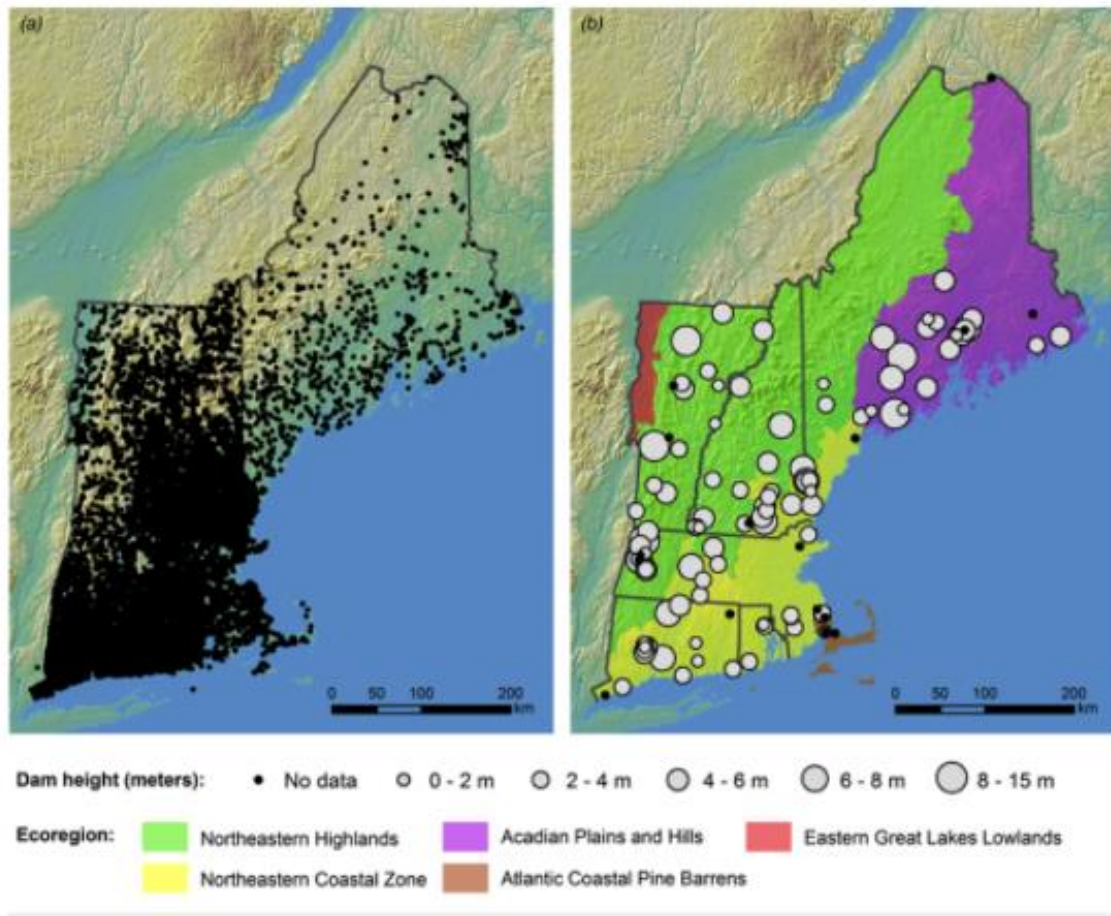 (a)
(b)
0 50 100 200
km
0 50 100 200
km
Dam height (meters): No data 0 - 2 m 2 - 4 m 4 - 6 m 6 - 8 m 8 - 15 m
Ecoregion: Northeastern Highlands Acadian Plains and Hills Eastern Great Lakes Lowlands
Northeastern Coastal Zone Atlantic Coastal Pine Barrens